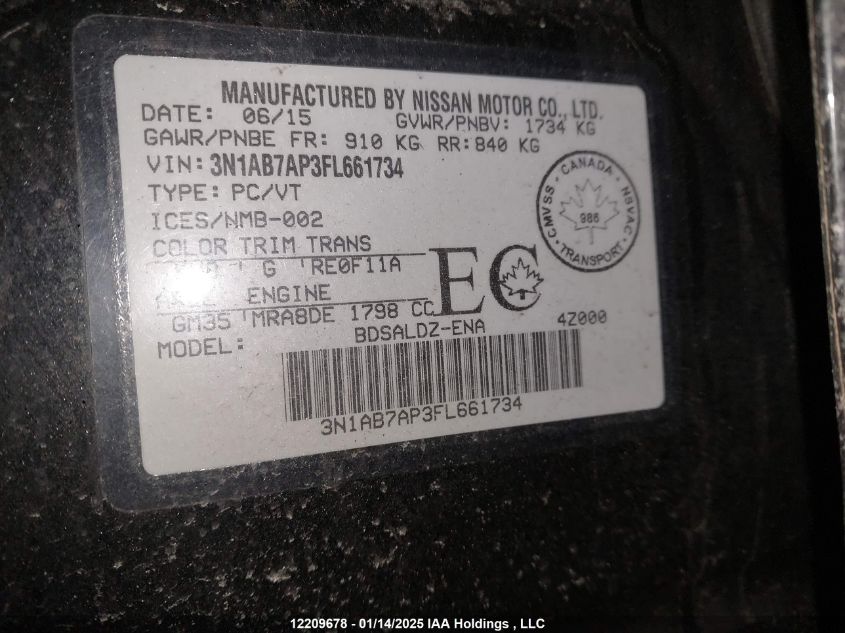 MANUFACTURED BY NISSAN MOTOR CO., LTD.
DATE: 06/15 GVWR/PNBV: 1734 KG
GAWR/PNBE FR: 910 KG RR: 840 KG
VIN: 3N1AB7AP3FL661734
TYPE: PC/VT
ICES/NMB-002
COLOR TRIM TRANS
G RE0F11A
ENGINE
GM35 MRA8DE 1798 CC
MODEL: BDSALDZ-ENA 4Z000
EC
CANADA
CMVSS NSVAC
986
TRANSPORT
3N1AB7AP3FL661734
12209678 - 01/14/2025 IAA Holdings , LLC